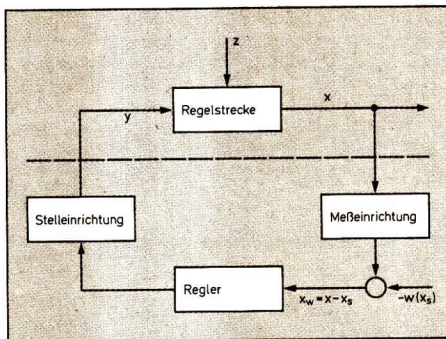 z
Regelstrecke
x
y
Stelleinrichtung
Meßeinrichtung
Regler
x_w = x – x_s
–w(x_s)